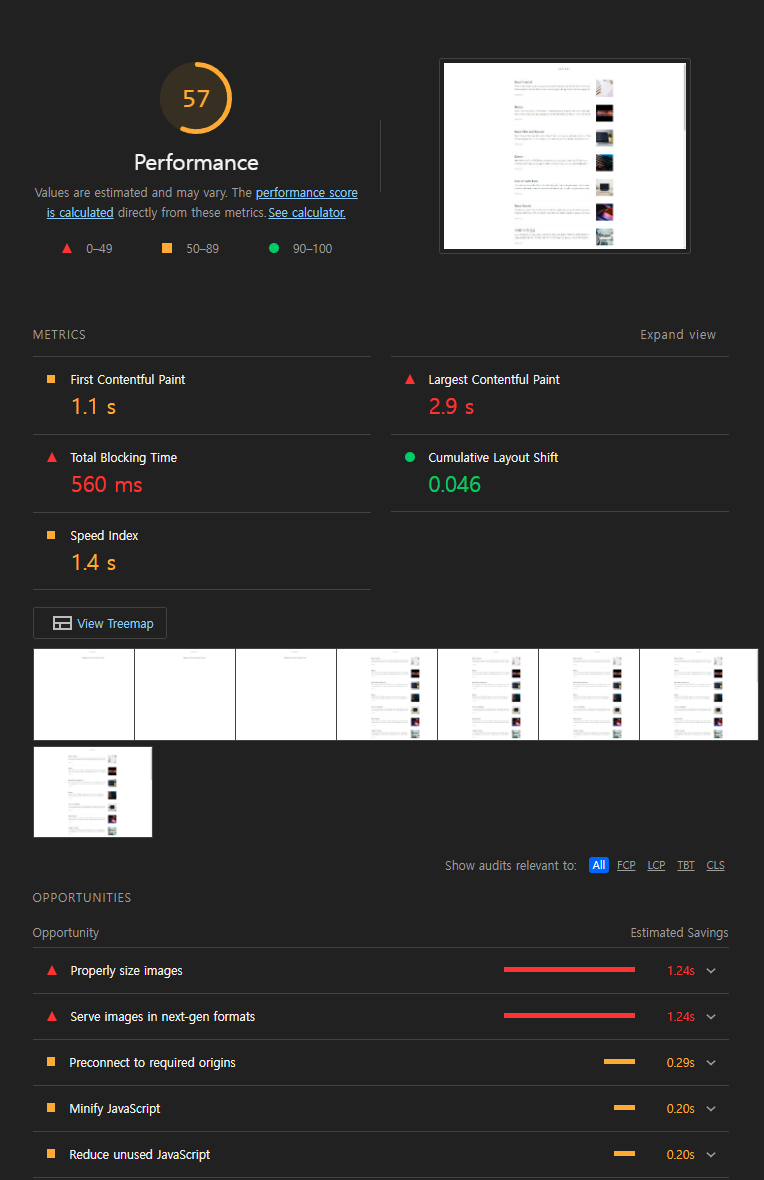 57
Performance
Values are estimated and may vary. The performance score
is calculated directly from these metrics. See calculator.
0–49
50–89
90–100
METRICS
Expand view
First Contentful Paint
1.1 s
Largest Contentful Paint
2.9 s
Total Blocking Time
560 ms
Cumulative Layout Shift
0.046
Speed Index
1.4 s
View Treemap
Show audits relevant to: All FCP LCP TBT CLS
OPPORTUNITIES
Opportunity
Estimated Savings
Properly size images
1.24s
Serve images in next-gen formats
1.24s
Preconnect to required origins
0.29s
Minify JavaScript
0.20s
Reduce unused JavaScript
0.20s